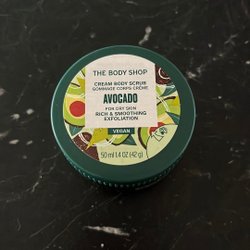 THE BODY SHOP
CREAM BODY SCRUB
GOMMAGE CORPS CRÈME
AVOCADO
FOR DRY SKIN
RICH & SMOOTHING
EXFOLIATION
VEGAN
50 ml 1.4 OZ (42 g)